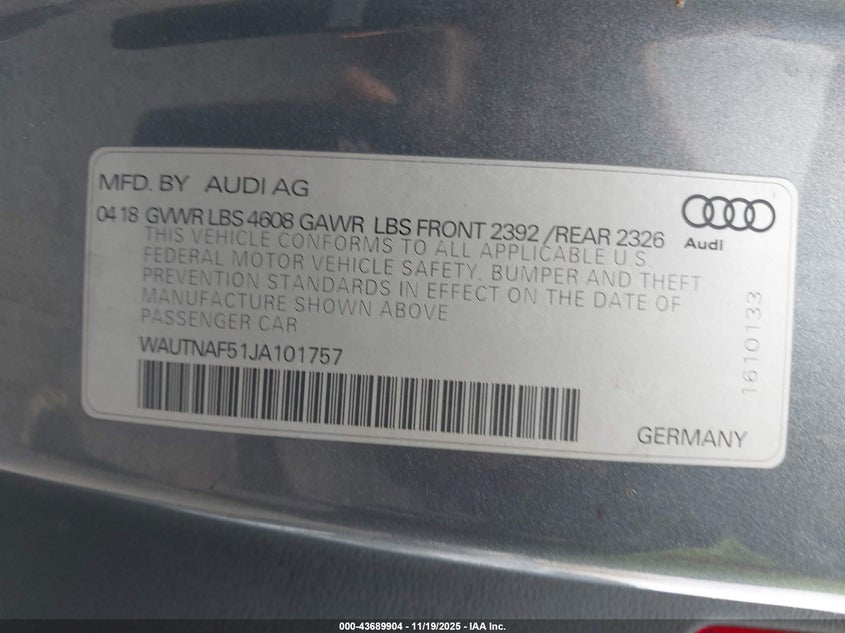 MFD. BY AUDI AG
04 18 GVWR LBS 4608 GAWR LBS FRONT 2392 /REAR 2326
THIS VEHICLE CONFORMS TO ALL APPLICABLE U.S.
FEDERAL MOTOR VEHICLE SAFETY, BUMPER AND THEFT
PREVENTION STANDARDS IN EFFECT ON THE DATE OF
MANUFACTURE SHOWN ABOVE
PASSENGER CAR
WAUTNAF51JA101757
Audi
1610133
GERMANY
000-43689904 - 11/19/2025 - IAA Inc.